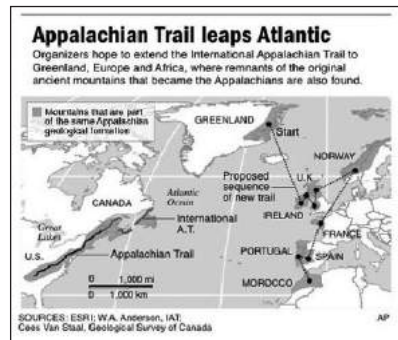 Appalachian Trail leaps Atlantic
Organizers hope to extend the International Appalachian Trail to
Greenland, Europe and Africa, where remnants of the original
ancient mountains that became the Appalachians are also found.
Mountains that are part
of the same Appalachian
geological formation
GREENLAND
Start
NORWAY
U.K.
Proposed
sequence
of new trail
CANADA
Atlantic
Ocean
IRELAND
International
A.T.
Great
Lakes
FRANCE
U.S.
Appalachian Trail
PORTUGAL
SPAIN
0 1,000 mi
0 1,000 km
MOROCCO
SOURCES: ESRI; W.A. Anderson, IAT;
Cees Van Staal, Geological Survey of Canada
AP